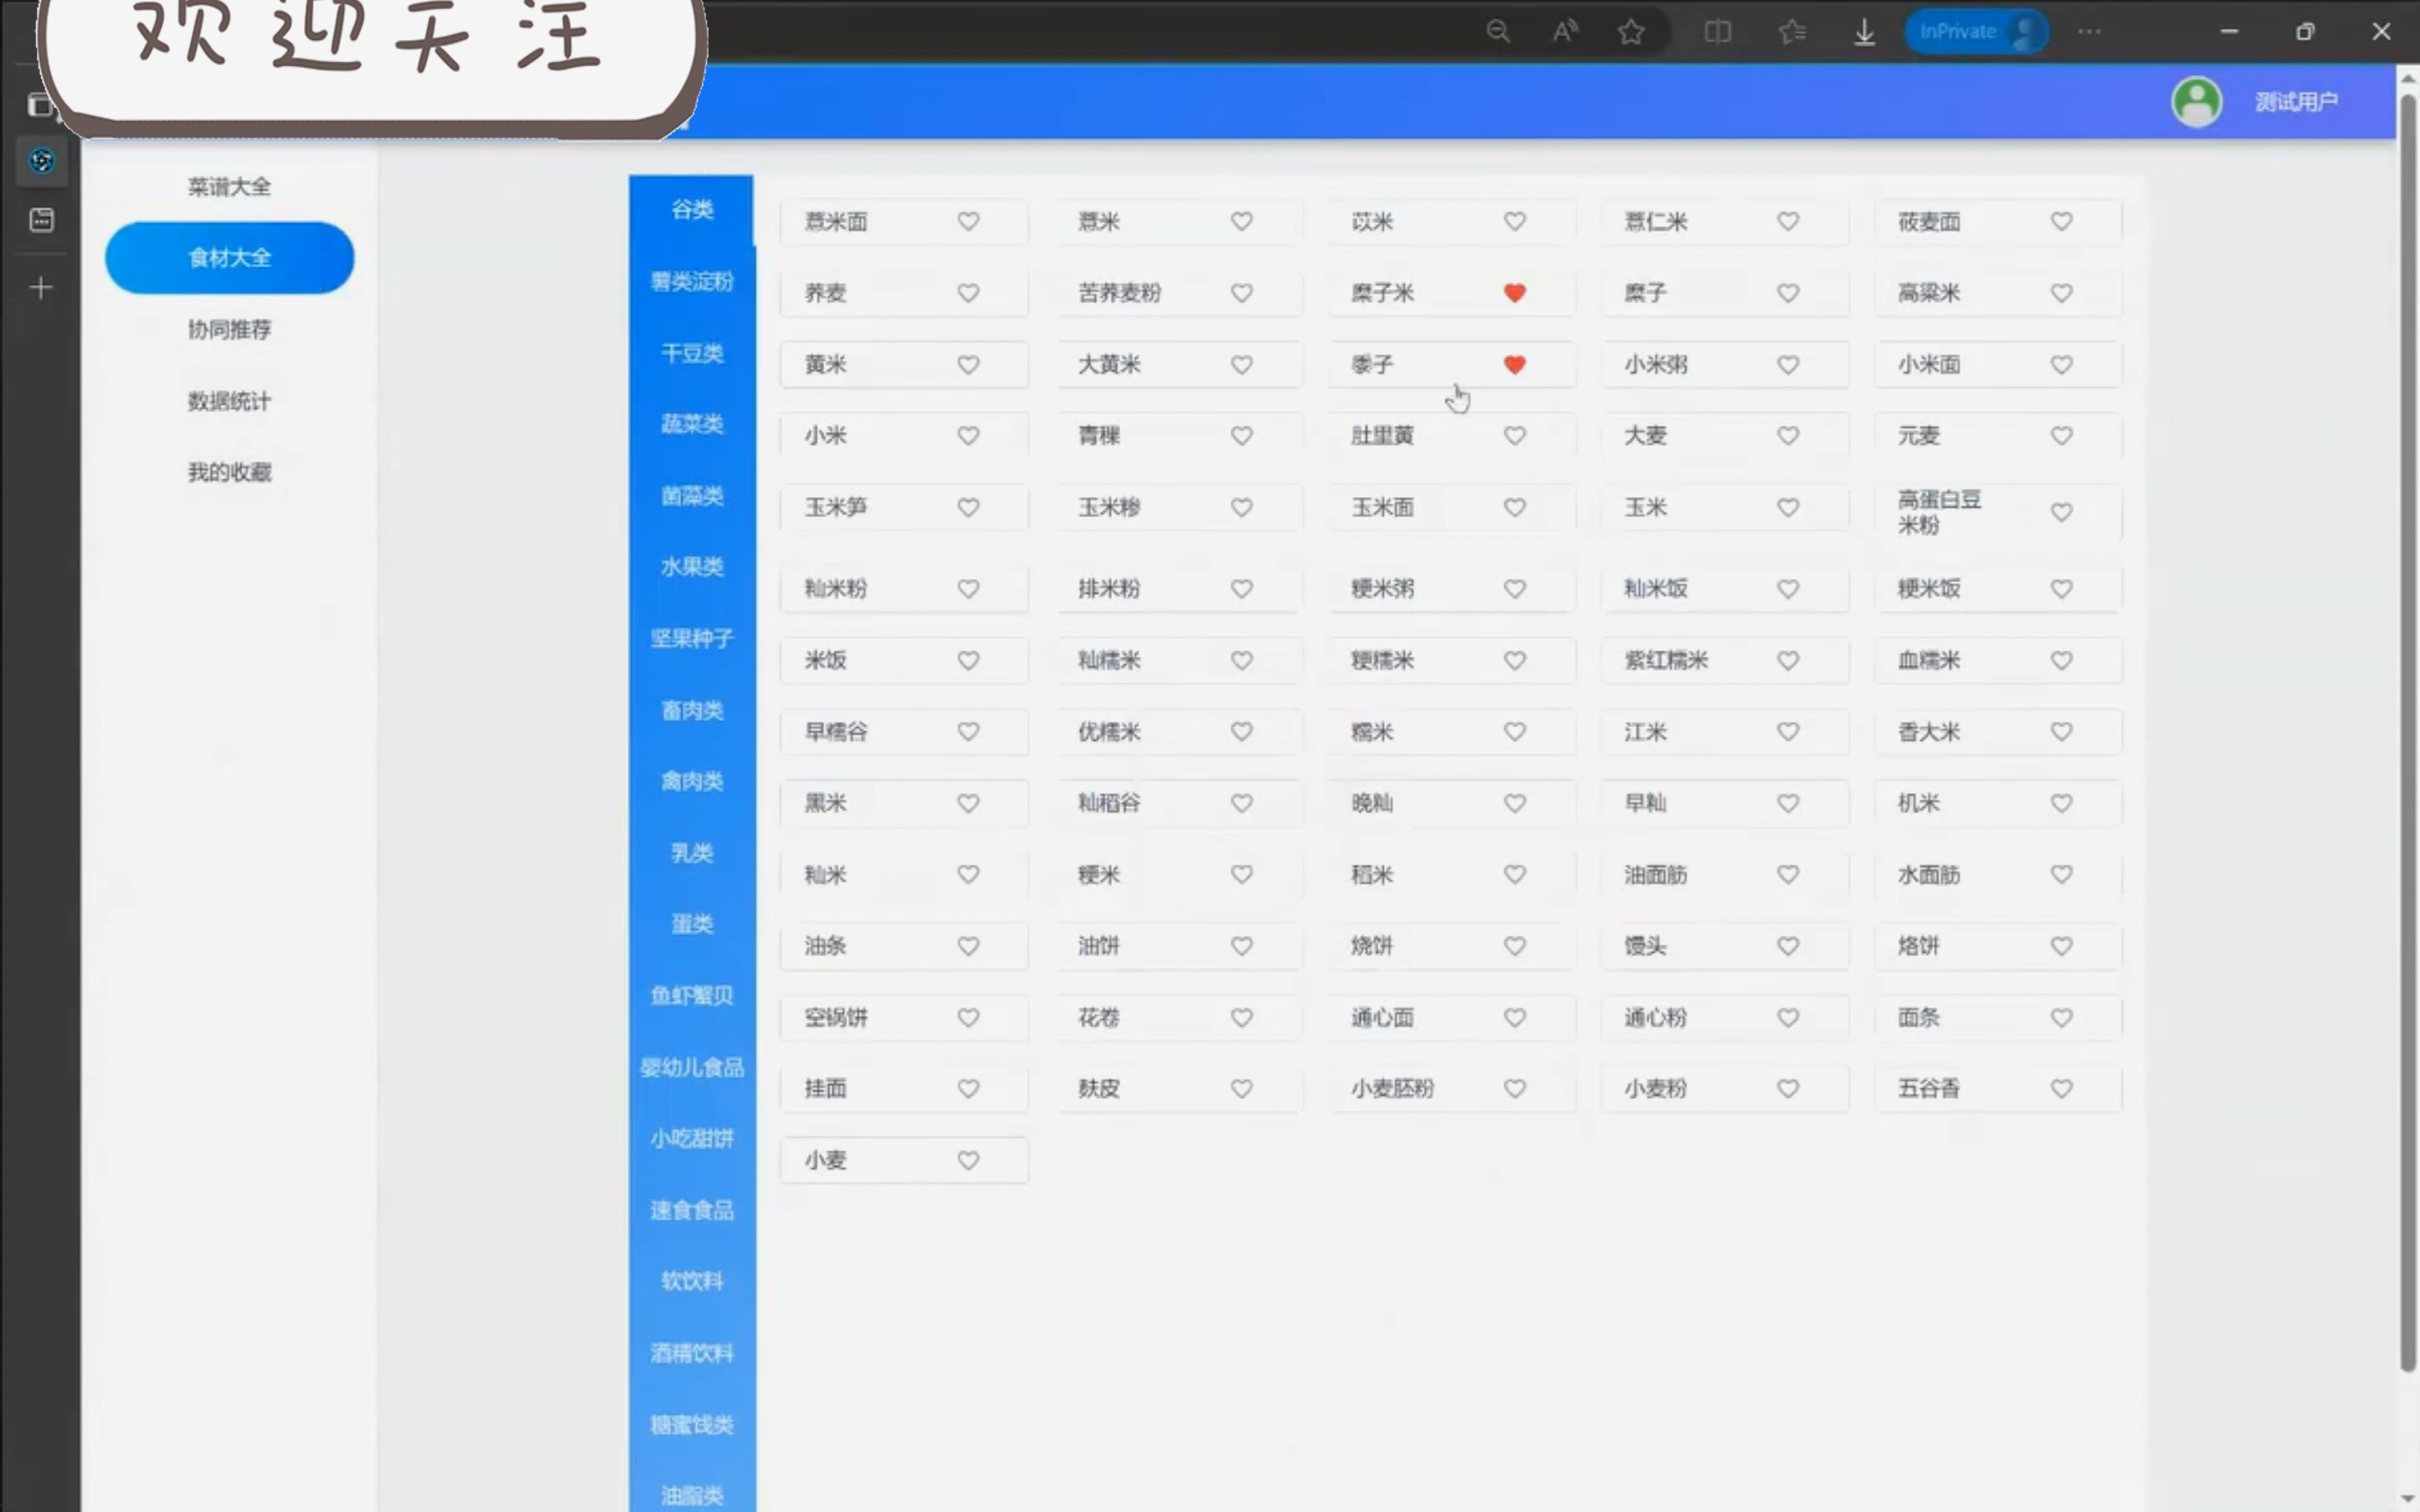 欢迎关注
InPrivate
测试用户
菜谱大全
食材大全
协同推荐
数据统计
我的收藏
谷类
薯类淀粉
干豆类
蔬菜类
菌藻类
水果类
坚果种子
畜肉类
禽肉类
乳类
蛋类
鱼虾蟹贝
婴幼儿食品
小吃甜饼
速食食品
软饮料
酒精饮料
糖蜜饯类
油脂类
薏米面 薏米 苡米 薏仁米 莜麦面
荞麦 苦荞麦粉 糜子米 糜子 高粱米
黄米 大黄米 黍子 小米粥 小米面
小米 青稞 肚里黄 大麦 元麦
玉米笋 玉米糁 玉米面 玉米 高蛋白豆
米粉
籼米粉 排米粉 粳米粥 籼米饭 粳米饭
米饭 籼糯米 粳糯米 紫红糯米 血糯米
早糯谷 优糯米 糯米 江米 香大米
黑米 籼稻谷 晚籼 早籼 机米
籼米 粳米 稻米 油面筋 水面筋
油条 油饼 烧饼 馒头 烙饼
空锅饼 花卷 通心面 通心粉 面条
挂面 麸皮 小麦胚粉 小麦粉 五谷香
小麦